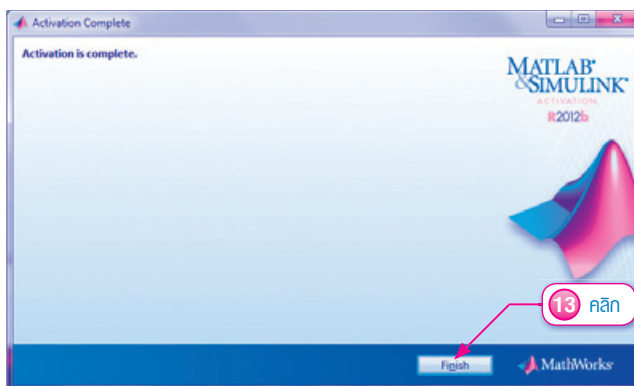 Activation Complete
Activation is complete.
MATLAB®
&SIMULINK®
ACTIVATION
R2012b
13 คลิก
Finish
MathWorks®